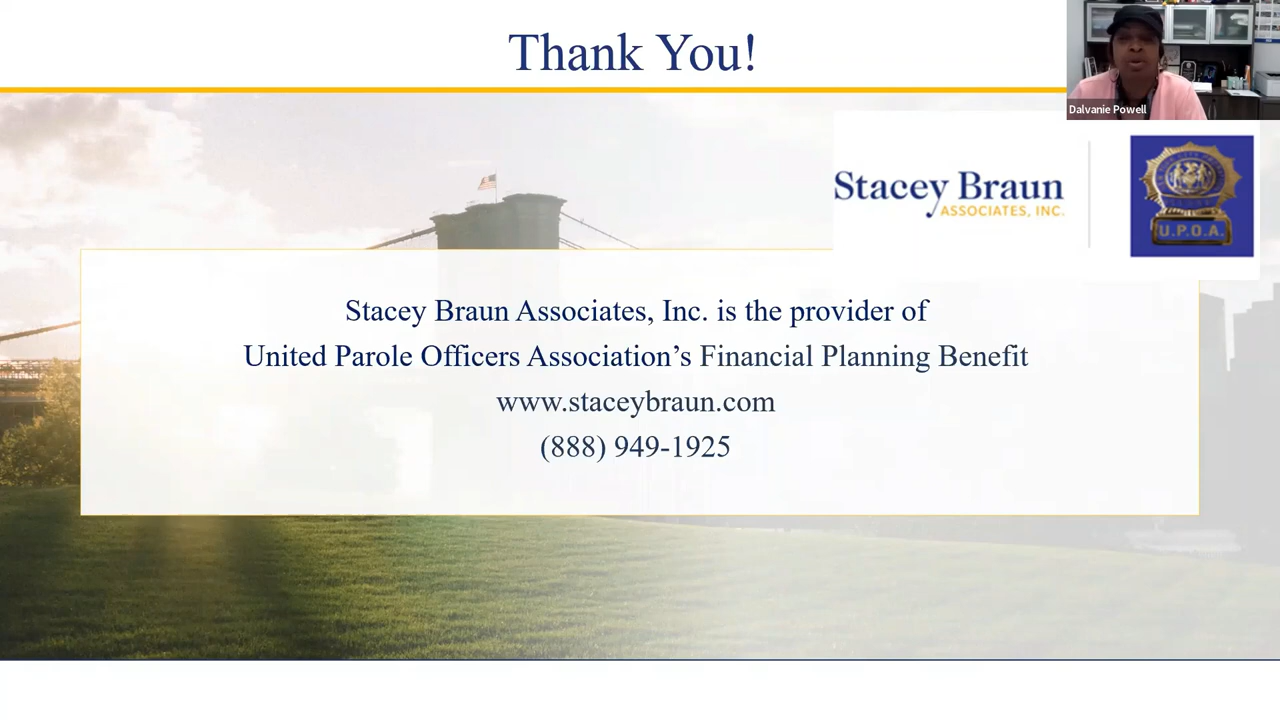 Thank You!
Dalvanie Powell
Stacey Braun
ASSOCIATES, INC.
U.P.O.A.
Stacey Braun Associates, Inc. is the provider of
United Parole Officers Association's Financial Planning Benefit
www.staceybraun.com
(888) 949-1925